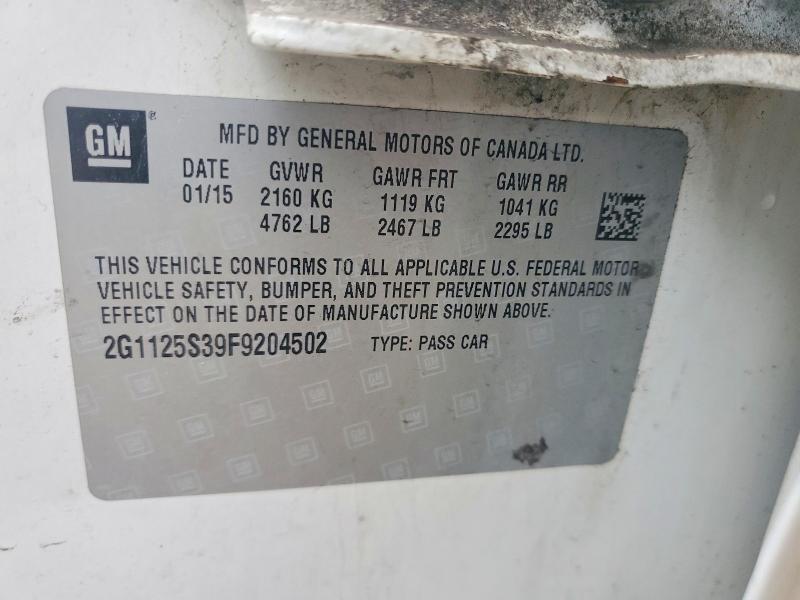 GM ®
MFD BY GENERAL MOTORS OF CANADA LTD.
DATE GVWR GAWR FRT GAWR RR
01/15 2160 KG 1119 KG 1041 KG
4762 LB 2467 LB 2295 LB
THIS VEHICLE CONFORMS TO ALL APPLICABLE U.S. FEDERAL MOTOR
VEHICLE SAFETY, BUMPER, AND THEFT PREVENTION STANDARDS IN
EFFECT ON THE DATE OF MANUFACTURE SHOWN ABOVE.
2G1125S39F9204502 TYPE: PASS CAR